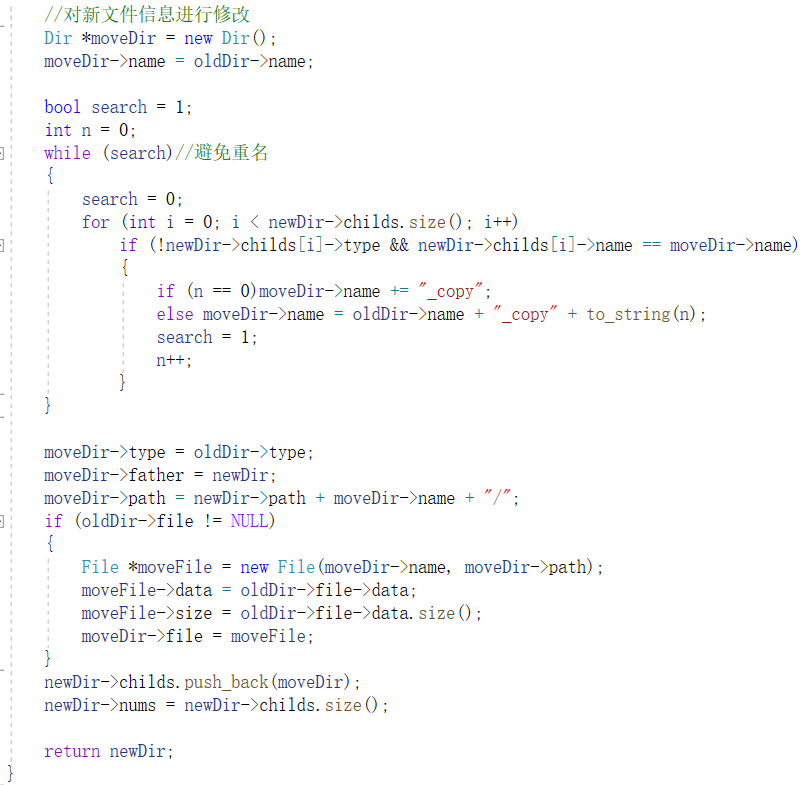 //对新文件信息进行修改
Dir *moveDir = new Dir();
moveDir->name = oldDir->name;
bool search = 1;
int n = 0;
while (search)//避免重名
{
search = 0;
for (int i = 0; i < newDir->childs.size(); i++)
if (!newDir->childs[i]->type && newDir->childs[i]->name == moveDir->name)
{
if (n == 0)moveDir->name += "_copy";
else moveDir->name = oldDir->name + "_copy" + to_string(n);
search = 1;
n++;
}
}
moveDir->type = oldDir->type;
moveDir->father = newDir;
moveDir->path = newDir->path + moveDir->name + "/";
if (oldDir->file != NULL)
{
File *moveFile = new File(moveDir->name, moveDir->path);
moveFile->data = oldDir->file->data;
moveFile->size = oldDir->file->data.size();
moveDir->file = moveFile;
}
newDir->childs.push_back(moveDir);
newDir->nums = newDir->childs.size();
return newDir;
}